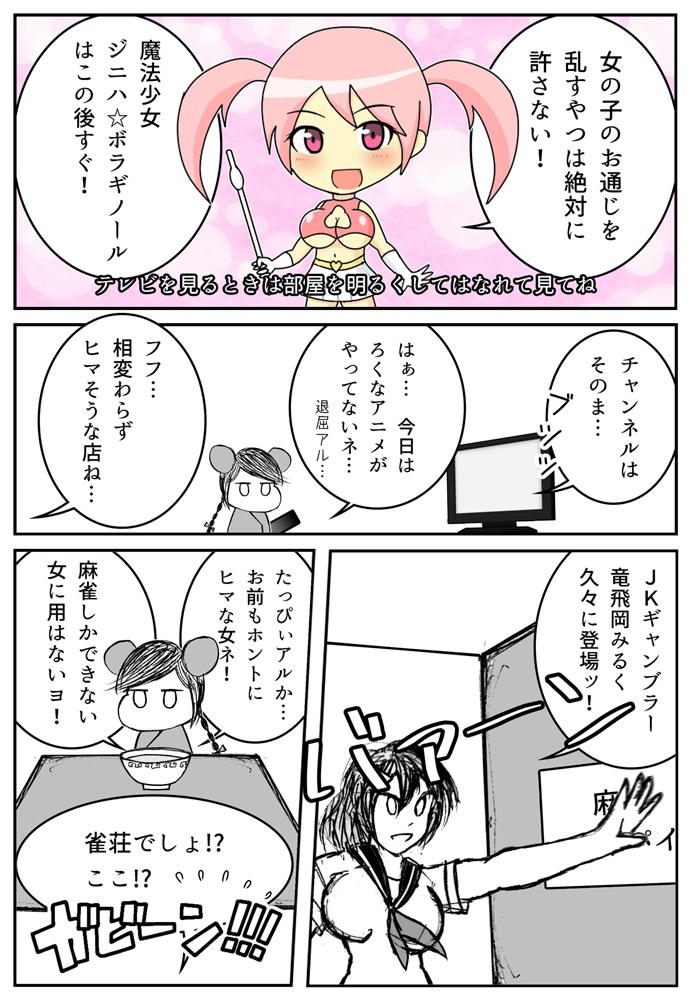 女の子のお通じを
乱すやつは絶対に
許さない！
魔法少女
ジニハ☆ボラギノール
はこの後すぐ！
テレビを見るときは部屋を明るくしてはなれて見てね
チャンネルは
そのま…
ブツンッ
はぁ…　今日は
ろくなアニメが
やってないネ…
退屈アル…
フフ…
相変わらず
ヒマそうな店ね…
ＪＫギャンブラー
竜飛岡みるく
久々に登場ッ！
じゃーン
麻
イ
たっぴぃアルか…
お前もホントに
ヒマな女ネ！
麻雀しかできない
女に用はないヨ！
雀荘でしょ!?
ここ!?
ガビーン!!!